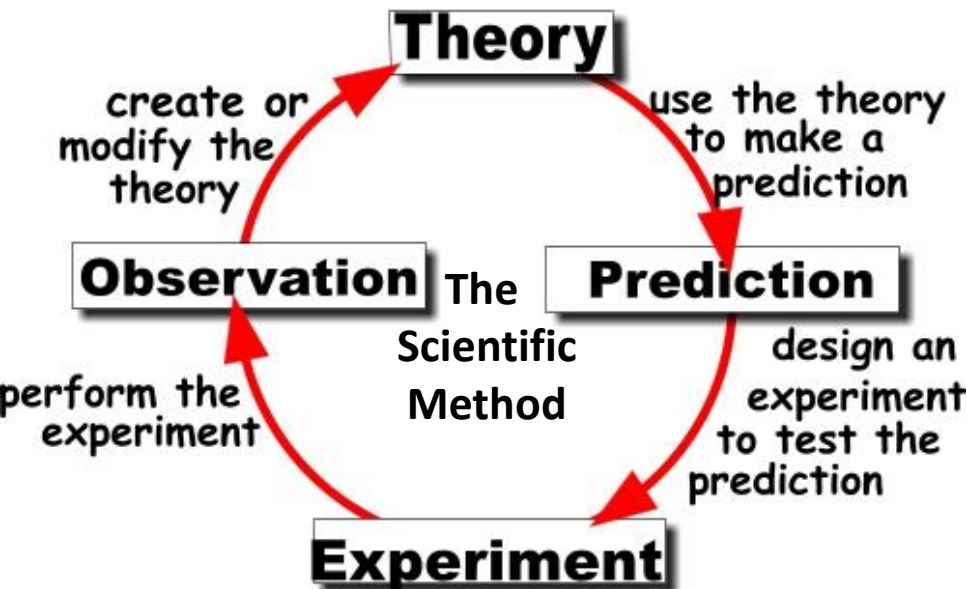 Theory
create or
modify the
theory
use the theory
to make a
prediction
Observation
The
Scientific
Method
Prediction
perform the
experiment
design an
experiment
to test the
prediction
Experiment